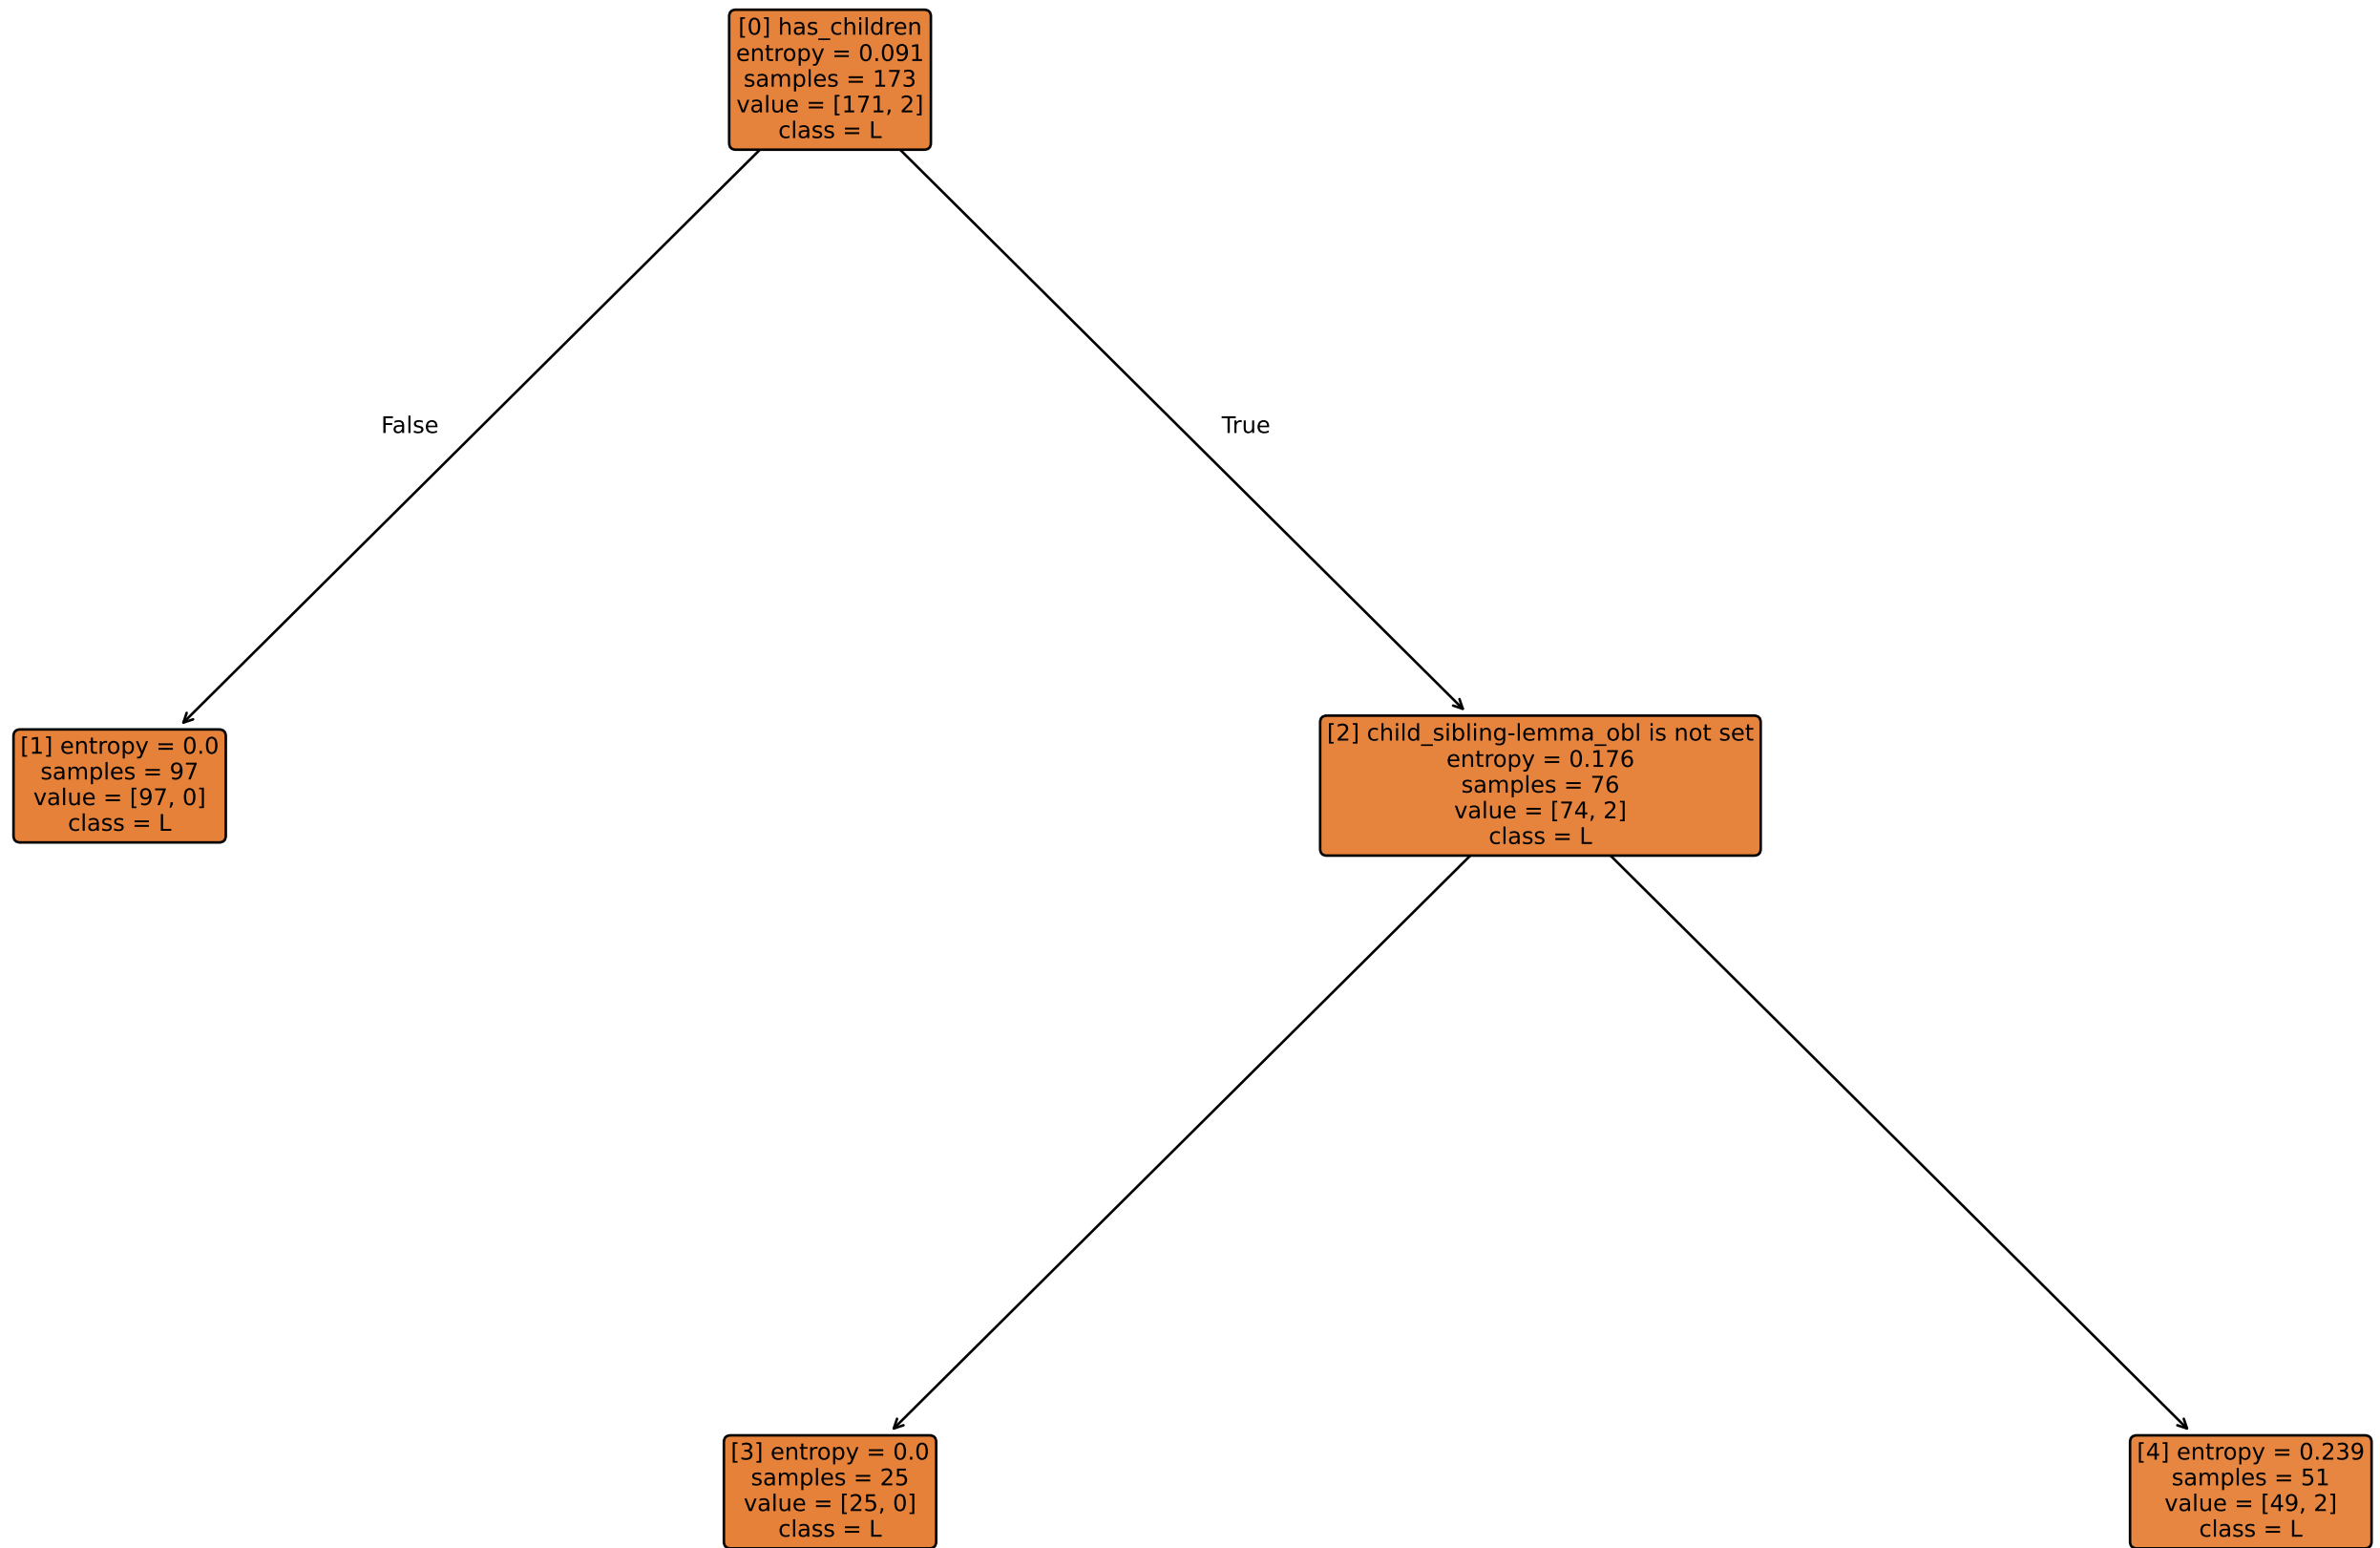 [0] has_children
entropy = 0.091
samples = 173
value = [171, 2]
class = L
False
True
[1] entropy = 0.0
samples = 97
value = [97, 0]
class = L
[2] child_sibling-lemma_obl is not set
entropy = 0.176
samples = 76
value = [74, 2]
class = L
[3] entropy = 0.0
samples = 25
value = [25, 0]
class = L
[4] entropy = 0.239
samples = 51
value = [49, 2]
class = L